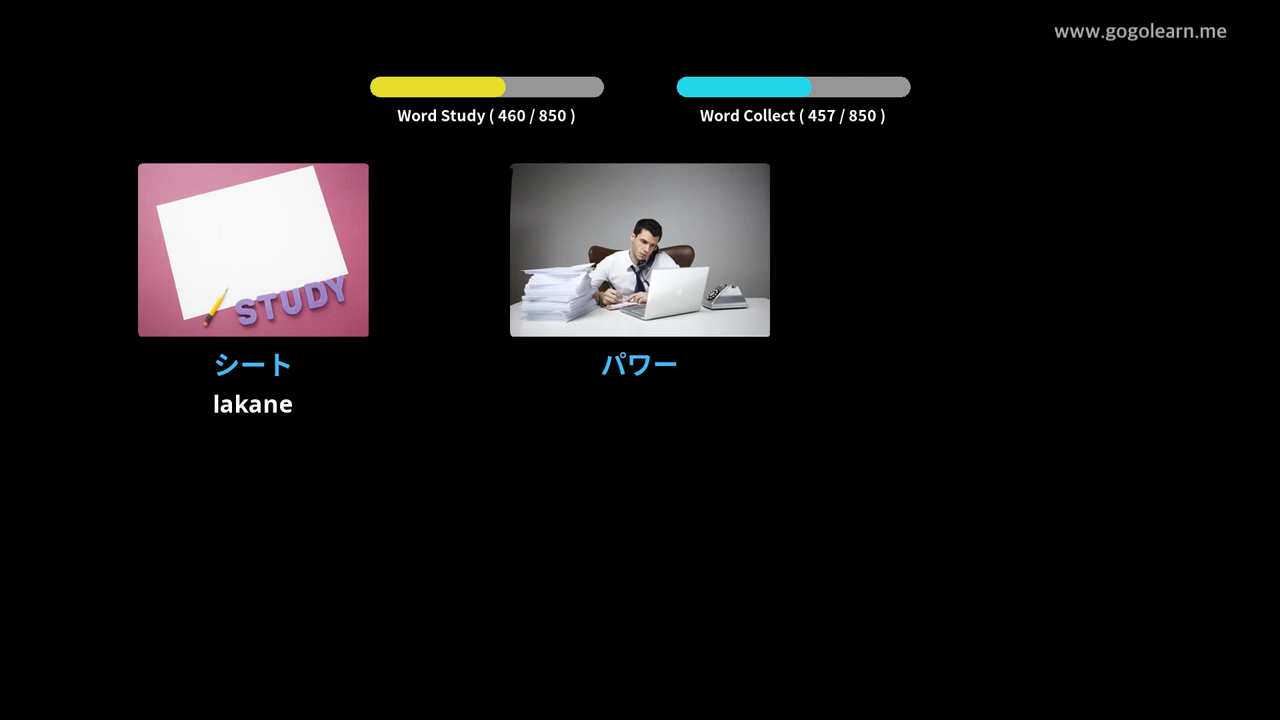 www.gogolearn.me
Word Study ( 460 / 850 )
Word Collect ( 457 / 850 )
STUDY
シート
パワー
lakane